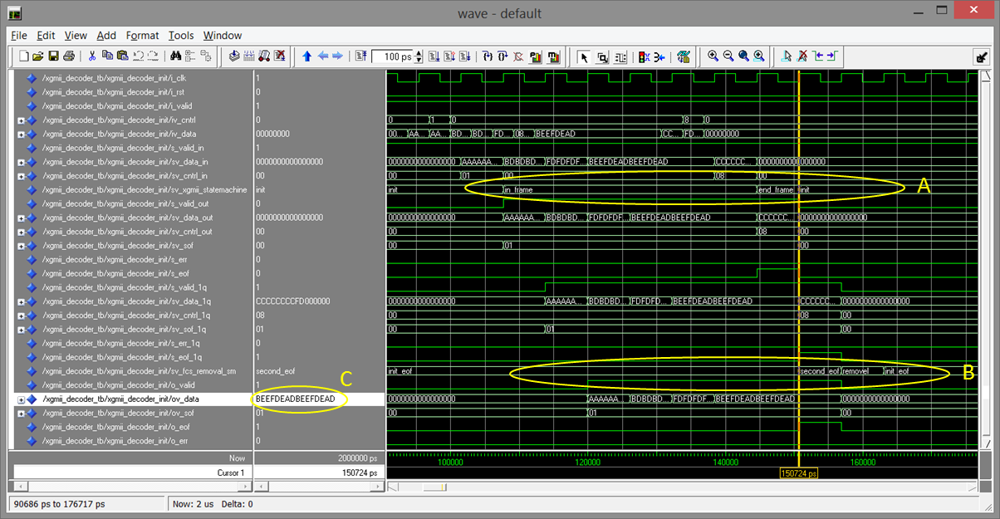 wave - default
File Edit View Add Format Tools Window
100 ps
/xgmii_decoder_tb/xgmii_decoder_init/i_clk 1
/xgmii_decoder_tb/xgmii_decoder_init/i_rst 0
/xgmii_decoder_tb/xgmii_decoder_init/i_valid 1
/xgmii_decoder_tb/xgmii_decoder_init/iv_cntrl 0 0 1 0 8 0
/xgmii_decoder_tb/xgmii_decoder_init/iv_data 00000000 00... AA... AA... BD... BD... FD... 08... BEEFDEAD CC... FD... 00000000
/xgmii_decoder_tb/xgmii_decoder_init/s_valid_in 1
/xgmii_decoder_tb/xgmii_decoder_init/sv_data_in 0000000000000000 0000000000000000 AAAAAA... BDBDBD... FDFDFDF... BEEFDEADBEEFDEAD CCCCCC... 0000000000000000
/xgmii_decoder_tb/xgmii_decoder_init/sv_cntrl_in 00 00 01 00 08 00
/xgmii_decoder_tb/xgmii_decoder_init/sv_xgmii_statemachine init init in_frame end_frame init A
/xgmii_decoder_tb/xgmii_decoder_init/s_valid_out 0
/xgmii_decoder_tb/xgmii_decoder_init/sv_data_out 0000000000000000 0000000000000000 AAAAAA... BDBDBD... FDFDFDF... BEEFDEADBEEFDEAD CCCCCC... 0000000000000000
/xgmii_decoder_tb/xgmii_decoder_init/sv_cntrl_out 00 00 08 00
/xgmii_decoder_tb/xgmii_decoder_init/sv_sof 00 00 01 00
/xgmii_decoder_tb/xgmii_decoder_init/s_err 0
/xgmii_decoder_tb/xgmii_decoder_init/s_eof 0
/xgmii_decoder_tb/xgmii_decoder_init/s_valid_1q 1
/xgmii_decoder_tb/xgmii_decoder_init/sv_data_1q CCCCCCCCFD000000 0000000000000000 AAAAAA... BDBDBD... FDFDFD... BEEFDEADBEEFDEAD CCCCCC... 0000000000000000
/xgmii_decoder_tb/xgmii_decoder_init/sv_cntrl_1q 08 00 08 00
/xgmii_decoder_tb/xgmii_decoder_init/sv_sof_1q 01 00 01 00
/xgmii_decoder_tb/xgmii_decoder_init/s_err_1q 0
/xgmii_decoder_tb/xgmii_decoder_init/s_eof_1q 1
/xgmii_decoder_tb/xgmii_decoder_init/sv_fcs_removal_sm second_eof init_eof second_eof removel init_eof B
/xgmii_decoder_tb/xgmii_decoder_init/o_valid 1 C
/xgmii_decoder_tb/xgmii_decoder_init/ov_data BEEFDEADBEEFDEAD 0000000000000000 AAAAAA... BDBDBD... FDFDFDF... BEEFDEADBEEFDEAD 0000000000000000
/xgmii_decoder_tb/xgmii_decoder_init/ov_sof 01 00 01 00
/xgmii_decoder_tb/xgmii_decoder_init/o_eof 1
/xgmii_decoder_tb/xgmii_decoder_init/o_err 0
Now 2000000 ps 100000 120000 140000 160000
Cursor 1 150724 ps 150724 ps
90686 ps to 176717 ps Now: 2 us Delta: 0